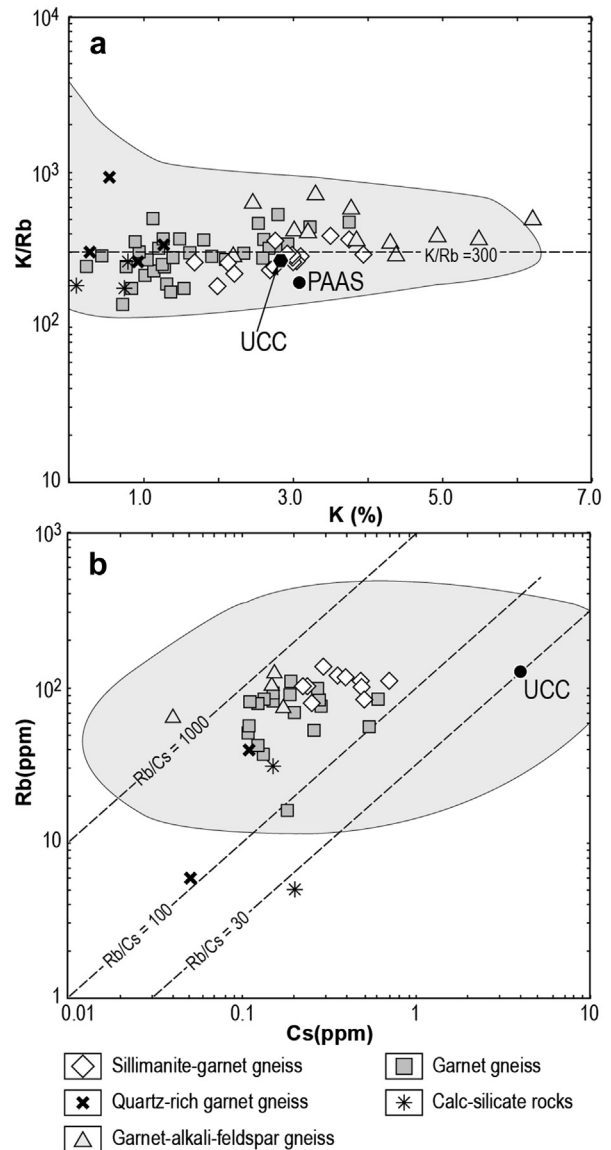 a
10⁴
10³
10²
10
K/Rb
K/Rb =300
PAAS
UCC
1.0 3.0 5.0 7.0
K (%)
b
10³
10²
10
1
Rb(ppm)
Rb/Cs = 1000
Rb/Cs = 100
Rb/Cs = 30
UCC
0.01 0.1 1 10
Cs(ppm)
Sillimanite-garnet gneiss
Garnet gneiss
Quartz-rich garnet gneiss
Calc-silicate rocks
Garnet-alkali-feldspar gneiss